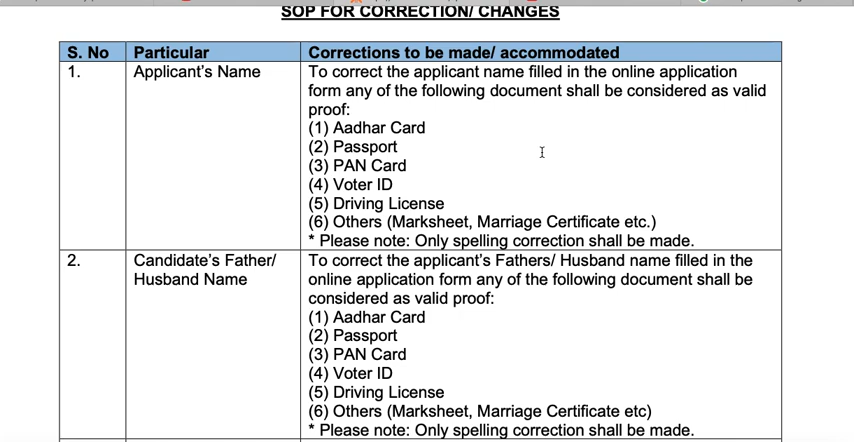 SOP FOR CORRECTION/ CHANGES
S. No Particular Corrections to be made/ accommodated
1. Applicant's Name To correct the applicant name filled in the online application
form any of the following document shall be considered as valid
proof:
(1) Aadhar Card
(2) Passport
(3) PAN Card
(4) Voter ID
(5) Driving License
(6) Others (Marksheet, Marriage Certificate etc.)
* Please note: Only spelling correction shall be made.
2. Candidate's Father/ To correct the applicant's Fathers/ Husband name filled in the
Husband Name online application form any of the following document shall be
considered as valid proof:
(1) Aadhar Card
(2) Passport
(3) PAN Card
(4) Voter ID
(5) Driving License
(6) Others (Marksheet, Marriage Certificate etc)
* Please note: Only spelling correction shall be made.